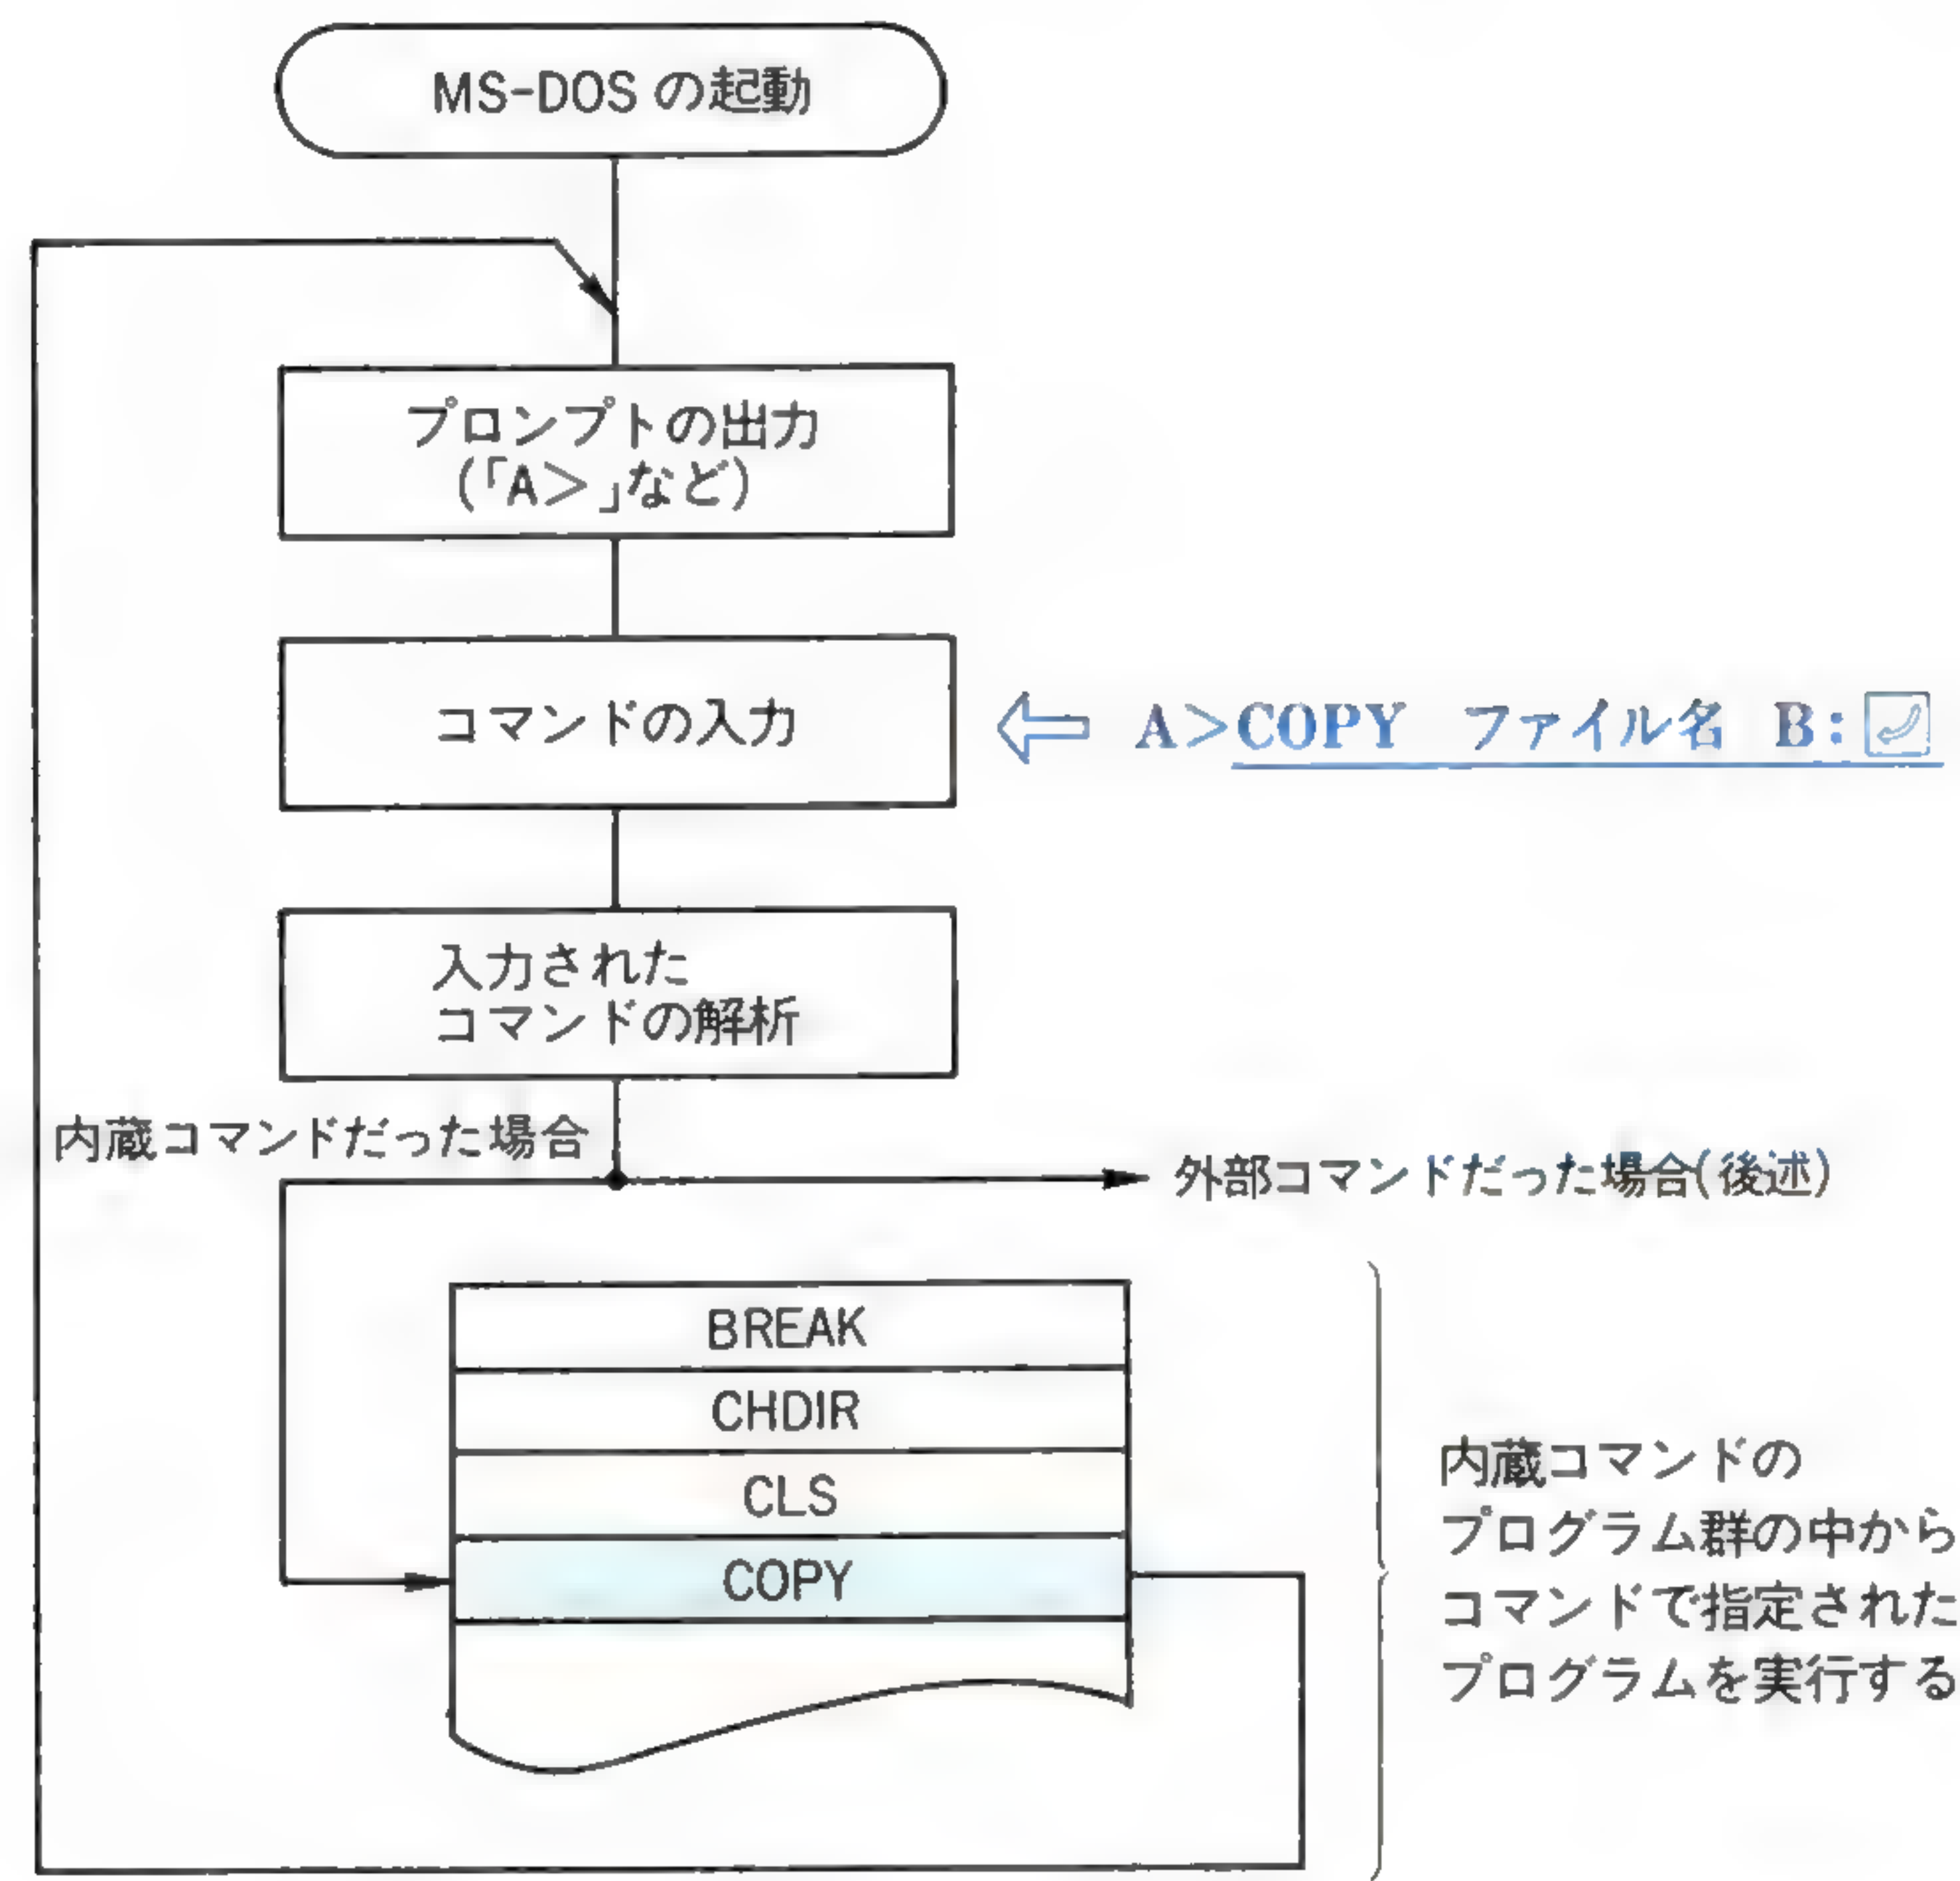 MS-DOS の起動
プロンプトの出力
(「A>」など)
コマンドの入力
A>COPY ファイル名 B:
入力された
コマンドの解析
内蔵コマンドだった場合
外部コマンドだった場合(後述)
BREAK
CHDIR
CLS
COPY
内蔵コマンドの
プログラム群の中から
コマンドで指定された
プログラムを実行する